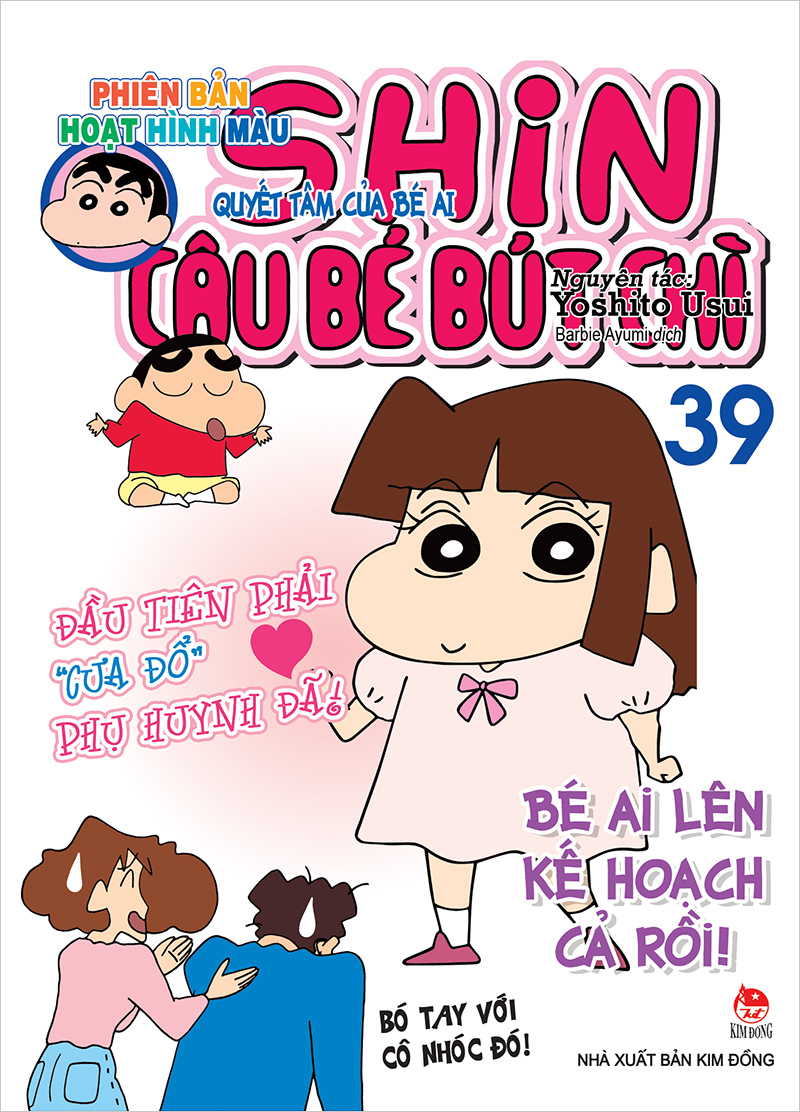 PHIÊN BẢN
HOẠT HÌNH MÀU
SHiN
QUYẾT TÂM CỦA BÉ AI
CẬU BÉ BÚT CHÌ
Nguyên tác:
Yoshito Usui
Barbie Ayumi dịch
39
ĐẦU TIÊN PHẢI
"CƯA ĐỔ"
PHỤ HUYNH ĐÃ!
BÉ Ai LÊN
KẾ HOẠCH
CẢ RỒI!
BÓ TAY VỚI
CÔ NHÓC ĐÓ!
KIM ĐỒNG
NHÀ XUẤT BẢN KIM ĐỒNG